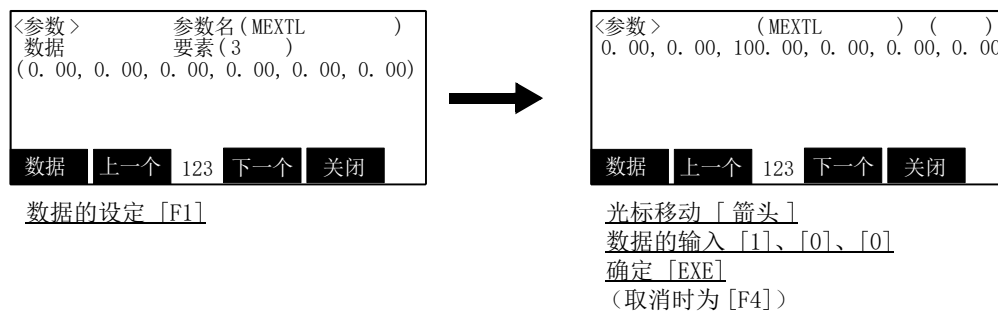 <参数> 参数名(MEXTL )
数据 要素(3 )
(0. 00, 0. 00, 0. 00, 0. 00, 0. 00, 0. 00)
数据 上一个 123 下一个 关闭
数据的设定 [F1]
<参数> (MEXTL ) ( )
0. 00, 0. 00, 100. 00, 0. 00, 0. 00, 0. 00
数据 上一个 123 下一个 关闭
光标移动 [ 箭头 ]
数据的输入 [1]、[0]、[0]
确定 [EXE]
（取消时为 [F4]）